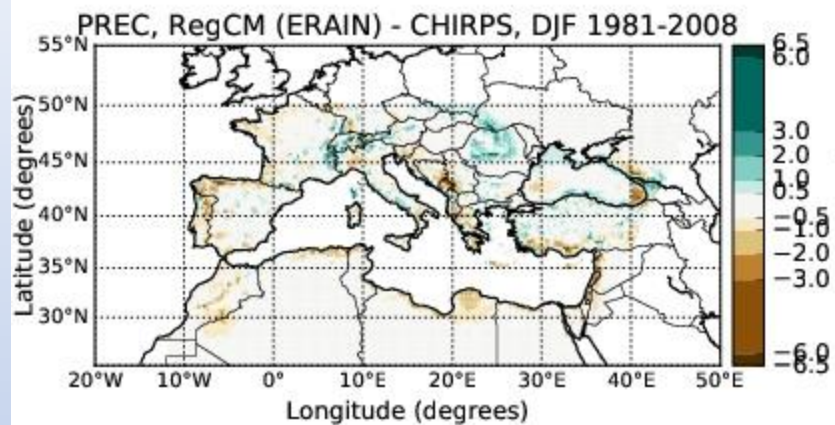 PREC, RegCM (ERAIN) - CHIRPS, DJF 1981-2008
55°N
50°N
45°N
40°N
35°N
30°N
Latitude (degrees)
20°W 10°W 0° 10°E 20°E 30°E 40°E 50°E
Longitude (degrees)
6.5
6.0
3.0
2.0
1.0
0.5
−0.5
−1.0
−2.0
−3.0
−6.0
−6.5